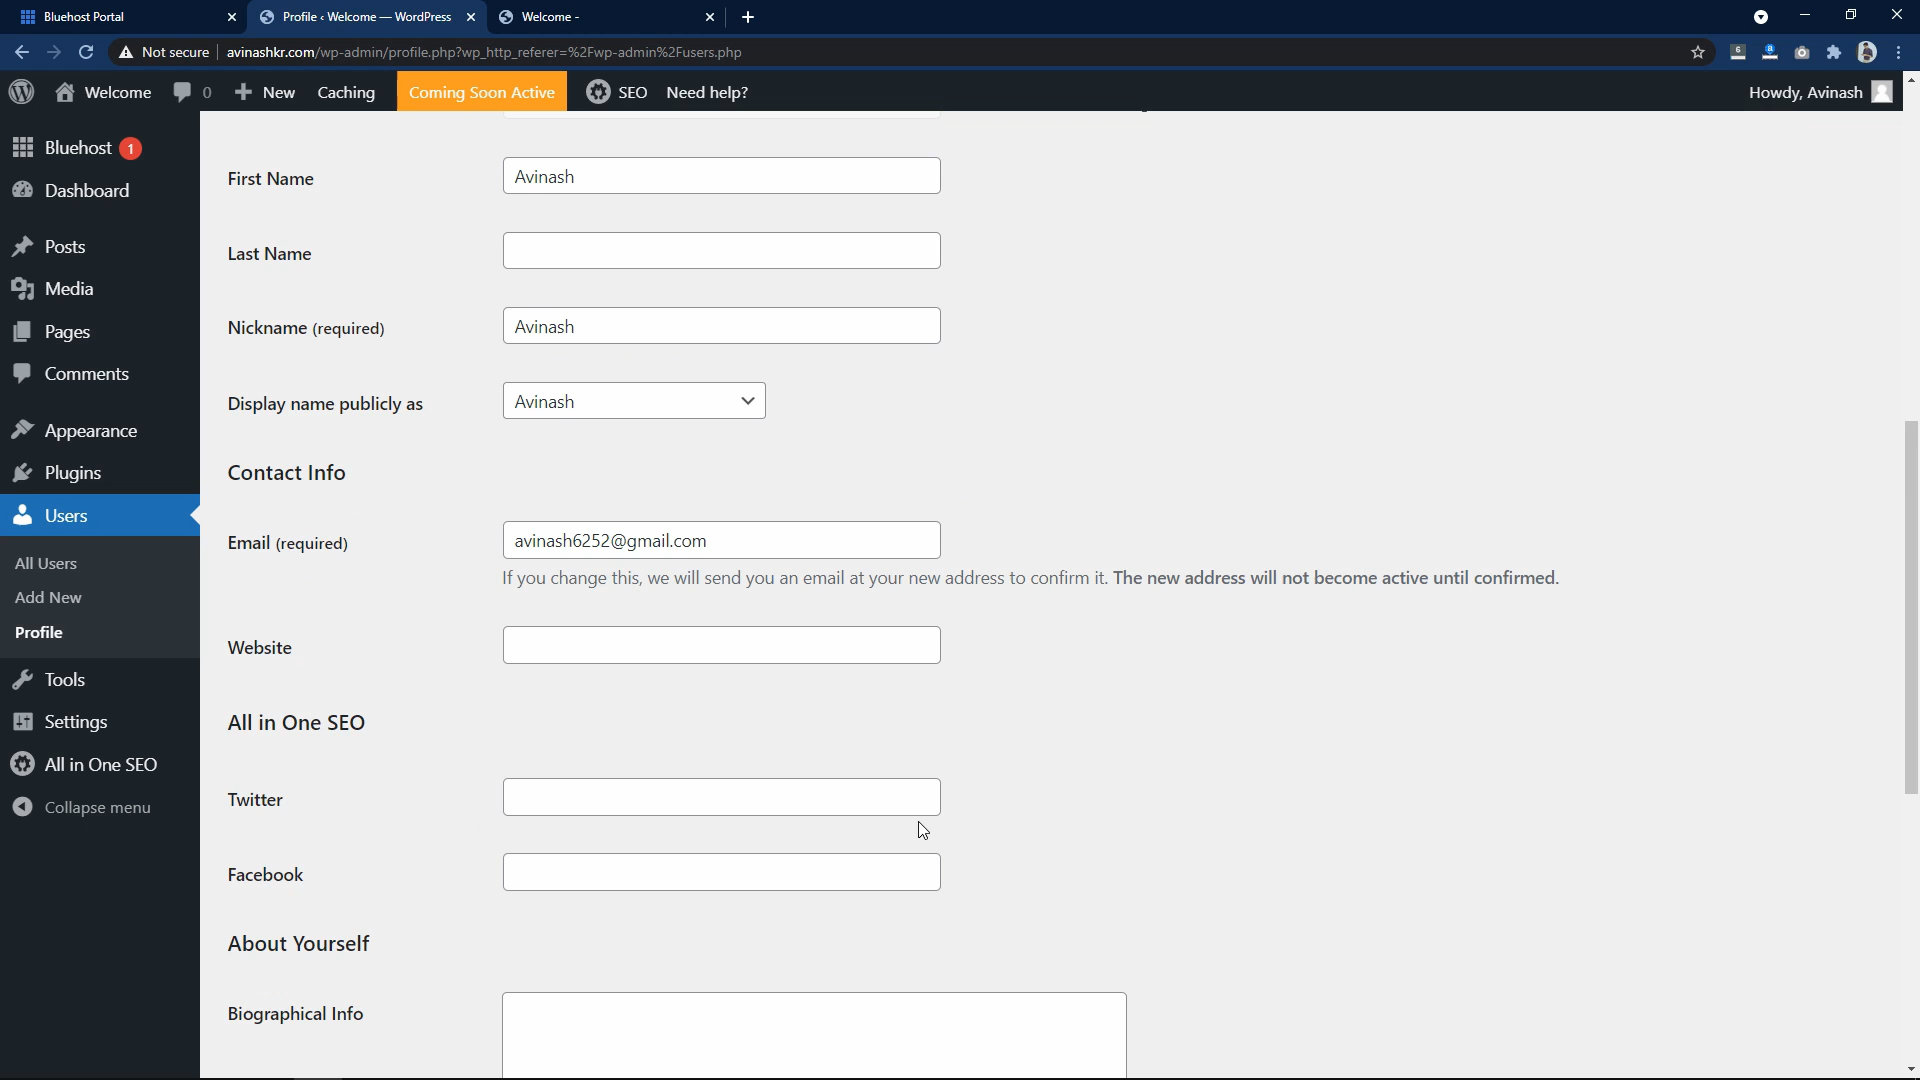 Bluehost Portal
Profile ‹ Welcome — WordPress
Welcome -
Not secure
avinashkr.com/wp-admin/profile.php?wp_http_referer=%2Fwp-admin%2Fusers.php
Welcome
0
New
Caching
Coming Soon Active
SEO
Need help?
Howdy, Avinash
Bluehost
1
Dashboard
Posts
Media
Pages
Comments
Appearance
Plugins
Users
All Users
Add New
Profile
Tools
Settings
All in One SEO
Collapse menu
First Name
Avinash
Last Name
Nickname (required)
Avinash
Display name publicly as
Avinash
Contact Info
Email (required)
avinash6252@gmail.com
If you change this, we will send you an email at your new address to confirm it. The new address will not become active until confirmed.
Website
All in One SEO
Twitter
Facebook
About Yourself
Biographical Info